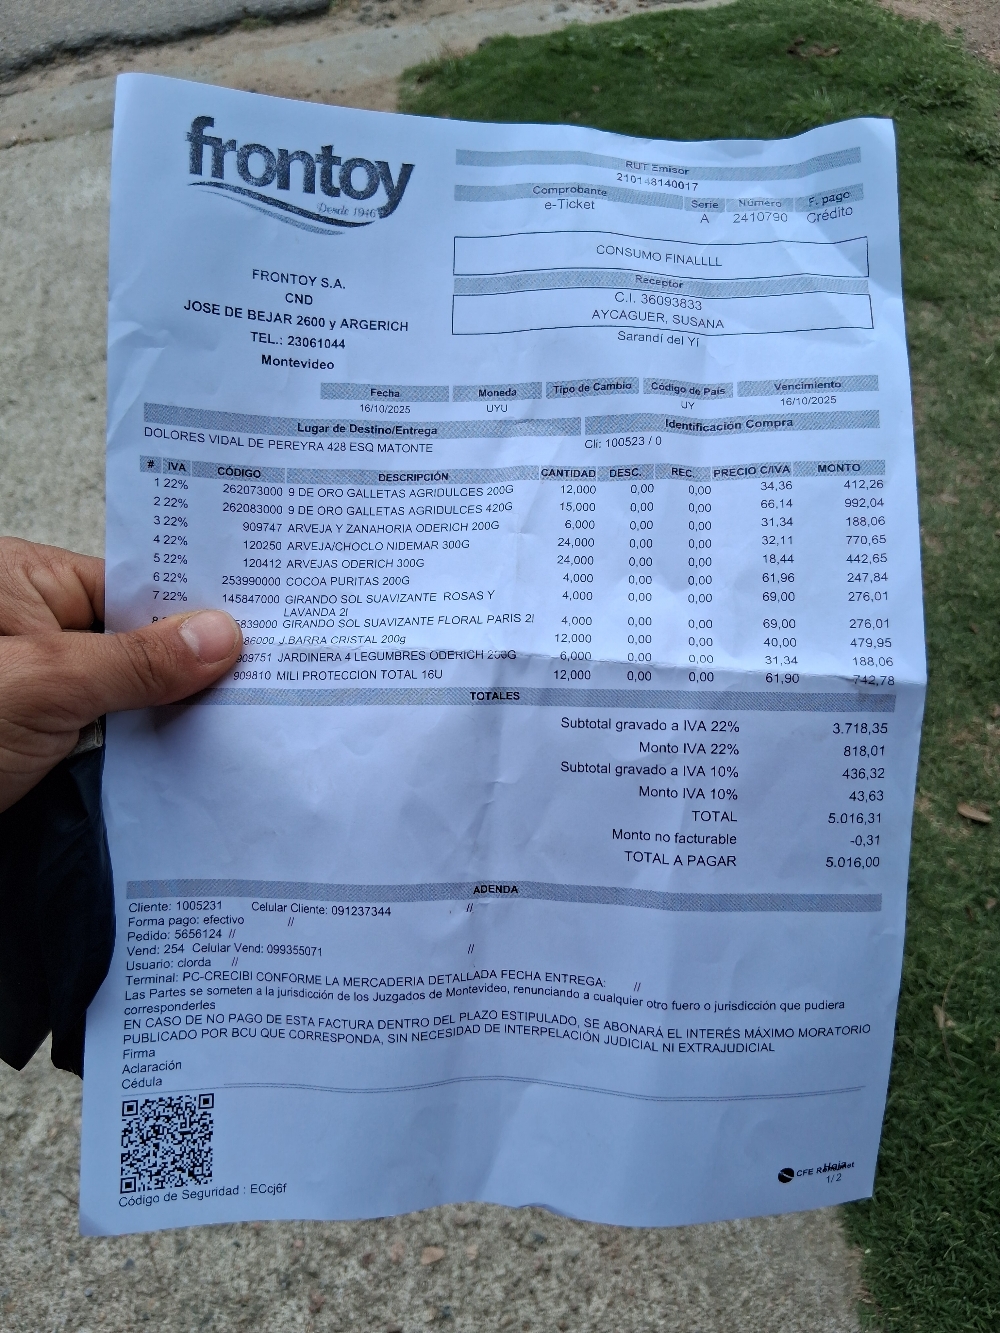 frontoy
Desde 1946
RUT Emisor
210148140017
Comprobante Serie Número F. pago
e-Ticket A 2410790 Crédito
CONSUMO FINALLLL
Receptor
C.I. 36093833
AYCAGUER, SUSANA
Sarandí del Yí
FRONTOY S.A.
CND
JOSE DE BEJAR 2600 y ARGERICH
TEL.: 23061044
Montevideo
Fecha Moneda Tipo de Cambio Código de País Vencimiento
16/10/2025 UYU UY 16/10/2025
Lugar de Destino/Entrega Identificación Compra
DOLORES VIDAL DE PEREYRA 428 ESQ MATONTE Cli: 100523 / 0
# IVA CÓDIGO DESCRIPCIÓN CANTIDAD DESC. REC. PRECIO C/IVA MONTO
1 22% 262073000 9 DE ORO GALLETAS AGRIDULCES 200G 12,000 0,00 0,00 34,36 412,26
2 22% 262083000 9 DE ORO GALLETAS AGRIDULCES 420G 15,000 0,00 0,00 66,14 992,04
3 22% 909747 ARVEJA Y ZANAHORIA ODERICH 200G 6,000 0,00 0,00 31,34 188,06
4 22% 120250 ARVEJA/CHOCLO NIDEMAR 300G 24,000 0,00 0,00 32,11 770,65
5 22% 120412 ARVEJAS ODERICH 300G 24,000 0,00 0,00 18,44 442,65
6 22% 253990000 COCOA PURITAS 200G 4,000 0,00 0,00 61,96 247,84
7 22% 145847000 GIRANDO SOL SUAVIZANTE ROSAS Y 4,000 0,00 0,00 69,00 276,01
LAVANDA 2l
5839000 GIRANDO SOL SUAVIZANTE FLORAL PARIS 2l 4,000 0,00 0,00 69,00 276,01
86000 J.BARRA CRISTAL 200g 12,000 0,00 0,00 40,00 479,95
909751 JARDINERA 4 LEGUMBRES ODERICH 200G 6,000 0,00 0,00 31,34 188,06
909810 MILI PROTECCION TOTAL 16U 12,000 0,00 0,00 61,90 742,78
TOTALES
Subtotal gravado a IVA 22% 3.718,35
Monto IVA 22% 818,01
Subtotal gravado a IVA 10% 436,32
Monto IVA 10% 43,63
TOTAL 5.016,31
Monto no facturable -0,31
TOTAL A PAGAR 5.016,00
ADENDA
Cliente: 1005231 Celular Cliente: 091237344 //
Forma pago: efectivo //
Pedido: 5656124 //
Vend: 254 Celular Vend: 099355071 //
Usuario: clorda //
Terminal: PC-CRECIBI CONFORME LA MERCADERIA DETALLADA FECHA ENTREGA: //
Las Partes se someten a la jurisdicción de los Juzgados de Montevideo, renunciando a cualquier otro fuero o jurisdicción que pudiera
corresponderles
EN CASO DE NO PAGO DE ESTA FACTURA DENTRO DEL PLAZO ESTIPULADO, SE ABONARÁ EL INTERÉS MÁXIMO MORATORIO
PUBLICADO POR BCU QUE CORRESPONDA, SIN NECESIDAD DE INTERPELACIÓN JUDICIAL NI EXTRAJUDICIAL
Firma
Aclaración
Cédula
Código de Seguridad : ECcj6f
CFE
Hoja
1/2